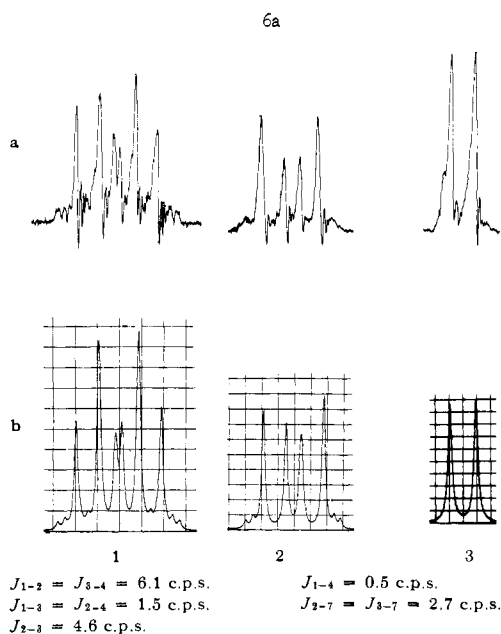 6a
a
b
1 2 3
J1-2 = J3-4 = 6.1 c.p.s. J1-4 = 0.5 c.p.s.
J1-3 = J2-4 = 1.5 c.p.s. J2-7 = J3-7 = 2.7 c.p.s.
J2-3 = 4.6 c.p.s.